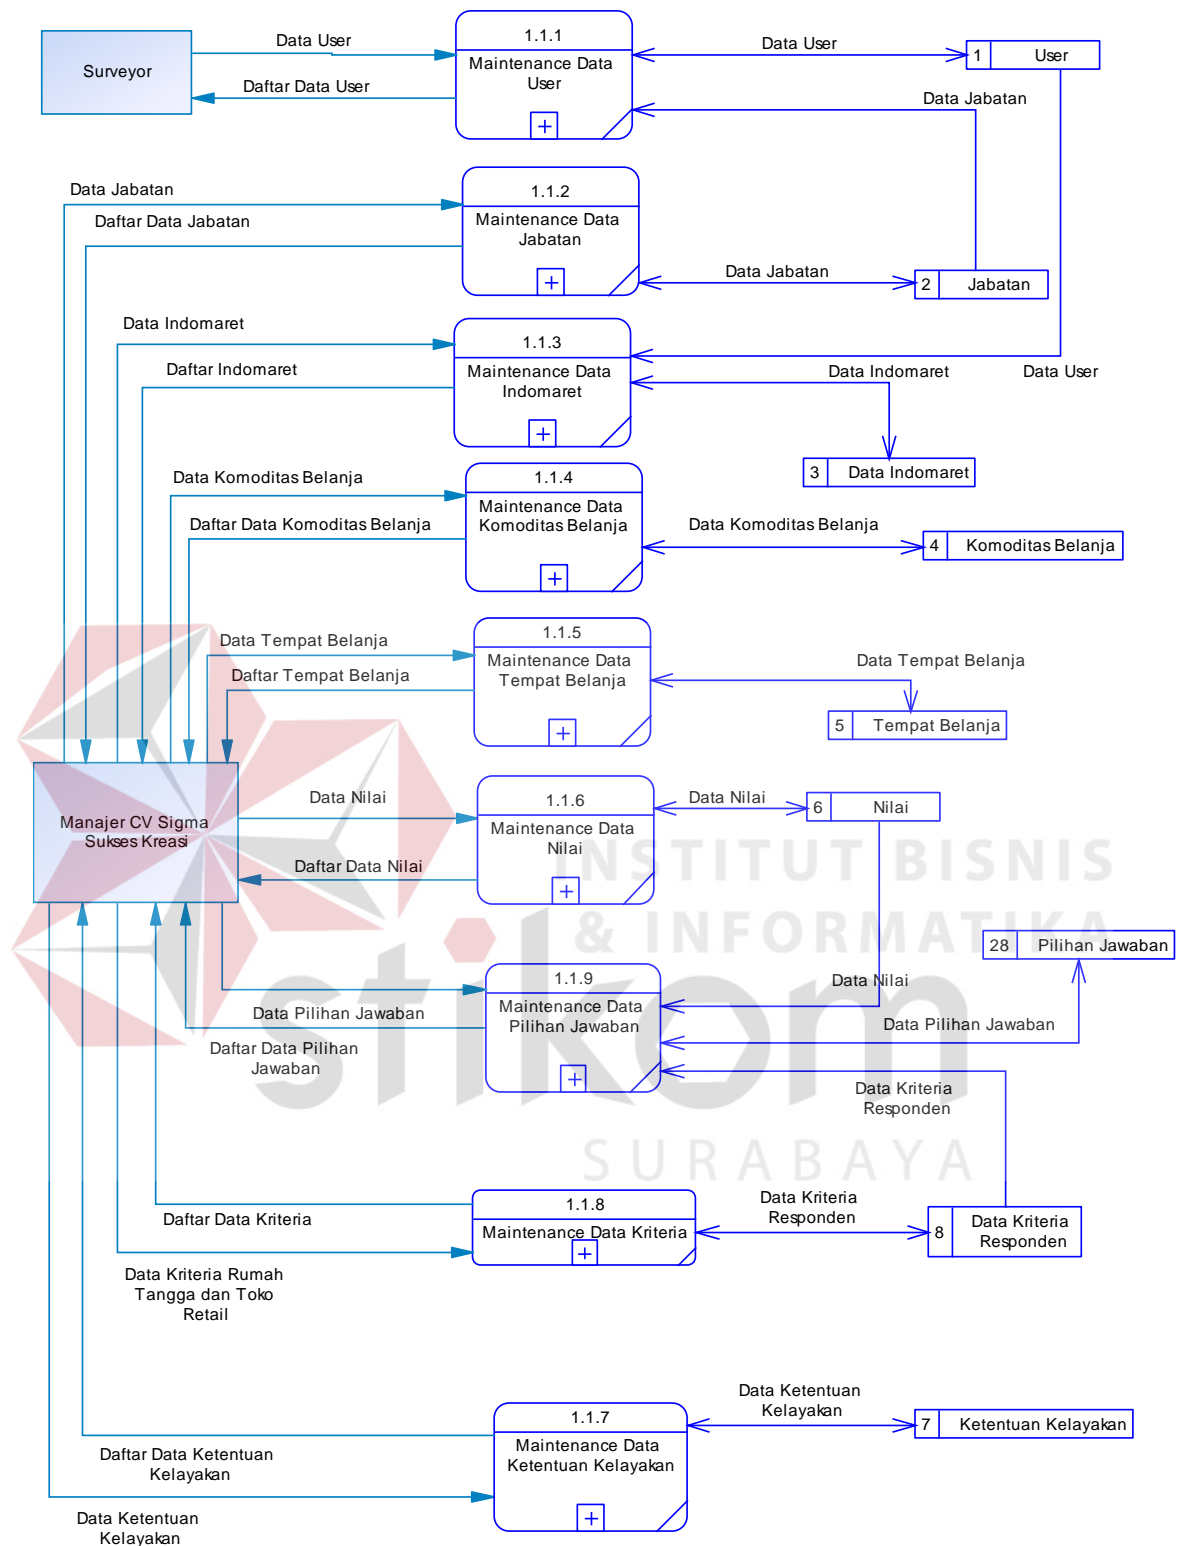 Surveyor
Data User
Daftar Data User
1.1.1
Maintenance Data
User
Data User
1 User
Data Jabatan
Data Jabatan
Daftar Data Jabatan
1.1.2
Maintenance Data
Jabatan
Data Jabatan
2 Jabatan
Data Indomaret
Daftar Indomaret
1.1.3
Maintenance Data
Indomaret
Data Indomaret
Data User
3 Data Indomaret
Data Komoditas Belanja
Daftar Data Komoditas Belanja
1.1.4
Maintenance Data
Komoditas Belanja
Data Komoditas Belanja
4 Komoditas Belanja
Data Tempat Belanja
Daftar Tempat Belanja
1.1.5
Maintenance Data
Tempat Belanja
Data Tempat Belanja
5 Tempat Belanja
Manajer CV Sigma
Sukses Kreasi
Data Nilai
Daftar Data Nilai
1.1.6
Maintenance Data
Nilai
Data Nilai
6 Nilai
INSTITUT BISNIS
& INFORMATIKA
stikom
SURABAYA
28 Pilihan Jawaban
Data Pilihan Jawaban
Daftar Data Pilihan
Jawaban
1.1.9
Maintenance Data
Pilihan Jawaban
Data Nilai
Data Pilihan Jawaban
Data Kriteria
Responden
Daftar Data Kriteria
Data Kriteria Rumah
Tangga dan Toko
Retail
1.1.8
Maintenance Data Kriteria
Data Kriteria
Responden
8 Data Kriteria
Responden
Daftar Data Ketentuan
Kelayakan
Data Ketentuan
Kelayakan
1.1.7
Maintenance Data
Ketentuan Kelayakan
Data Ketentuan
Kelayakan
7 Ketentuan Kelayakan